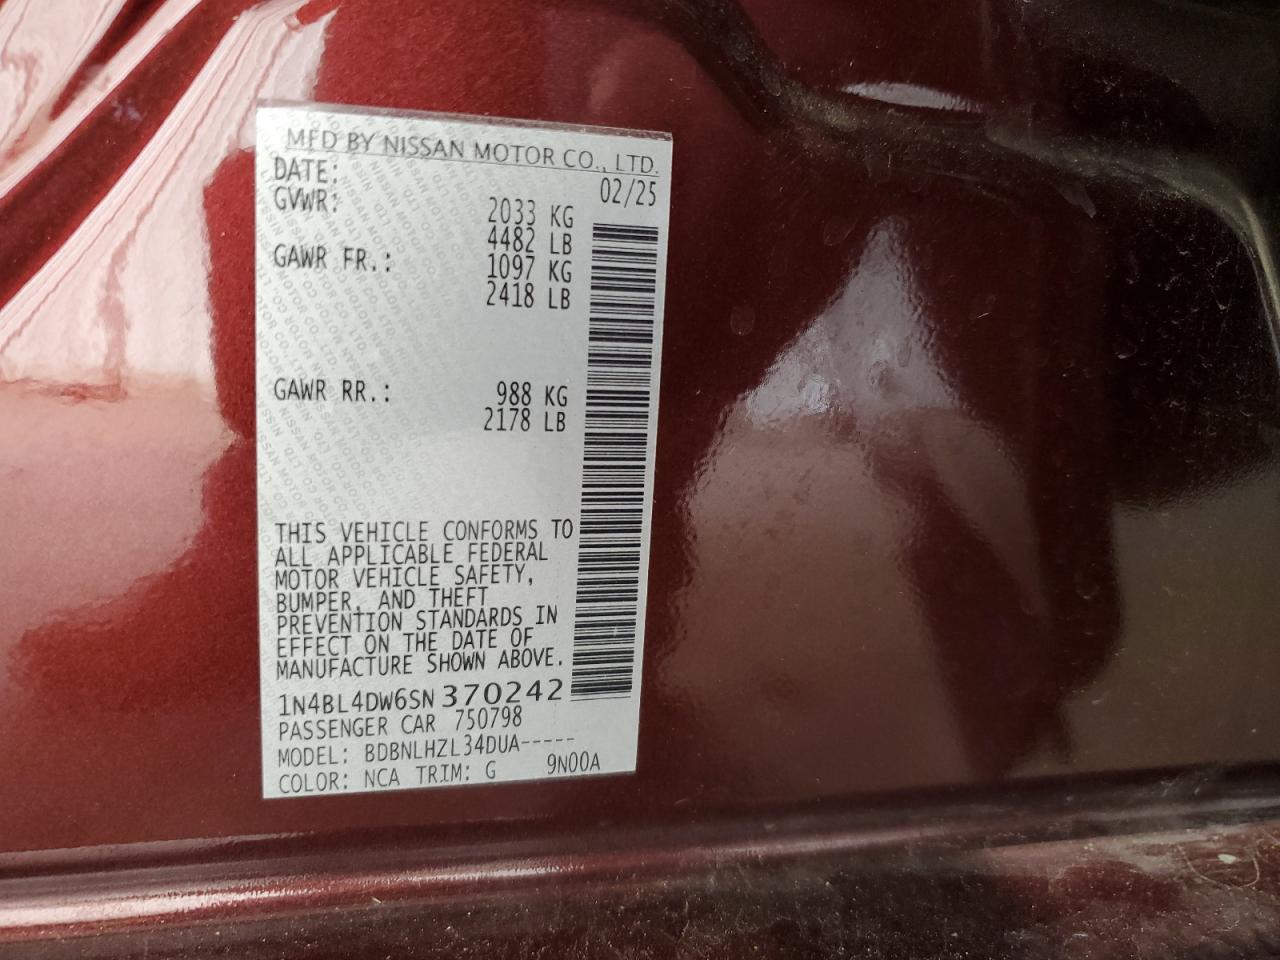 MFD BY NISSAN MOTOR CO., LTD.
DATE: 02/25
GVWR: 2033 KG
4482 LB
GAWR FR.: 1097 KG
2418 LB
GAWR RR.: 988 KG
2178 LB
THIS VEHICLE CONFORMS TO
ALL APPLICABLE FEDERAL
MOTOR VEHICLE SAFETY,
BUMPER, AND THEFT
PREVENTION STANDARDS IN
EFFECT ON THE DATE OF
MANUFACTURE SHOWN ABOVE.
1N4BL4DW6SN370242
PASSENGER CAR 750798
MODEL: BDBNLHZL34DUA-----
COLOR: NCA TRIM: G 9N00A